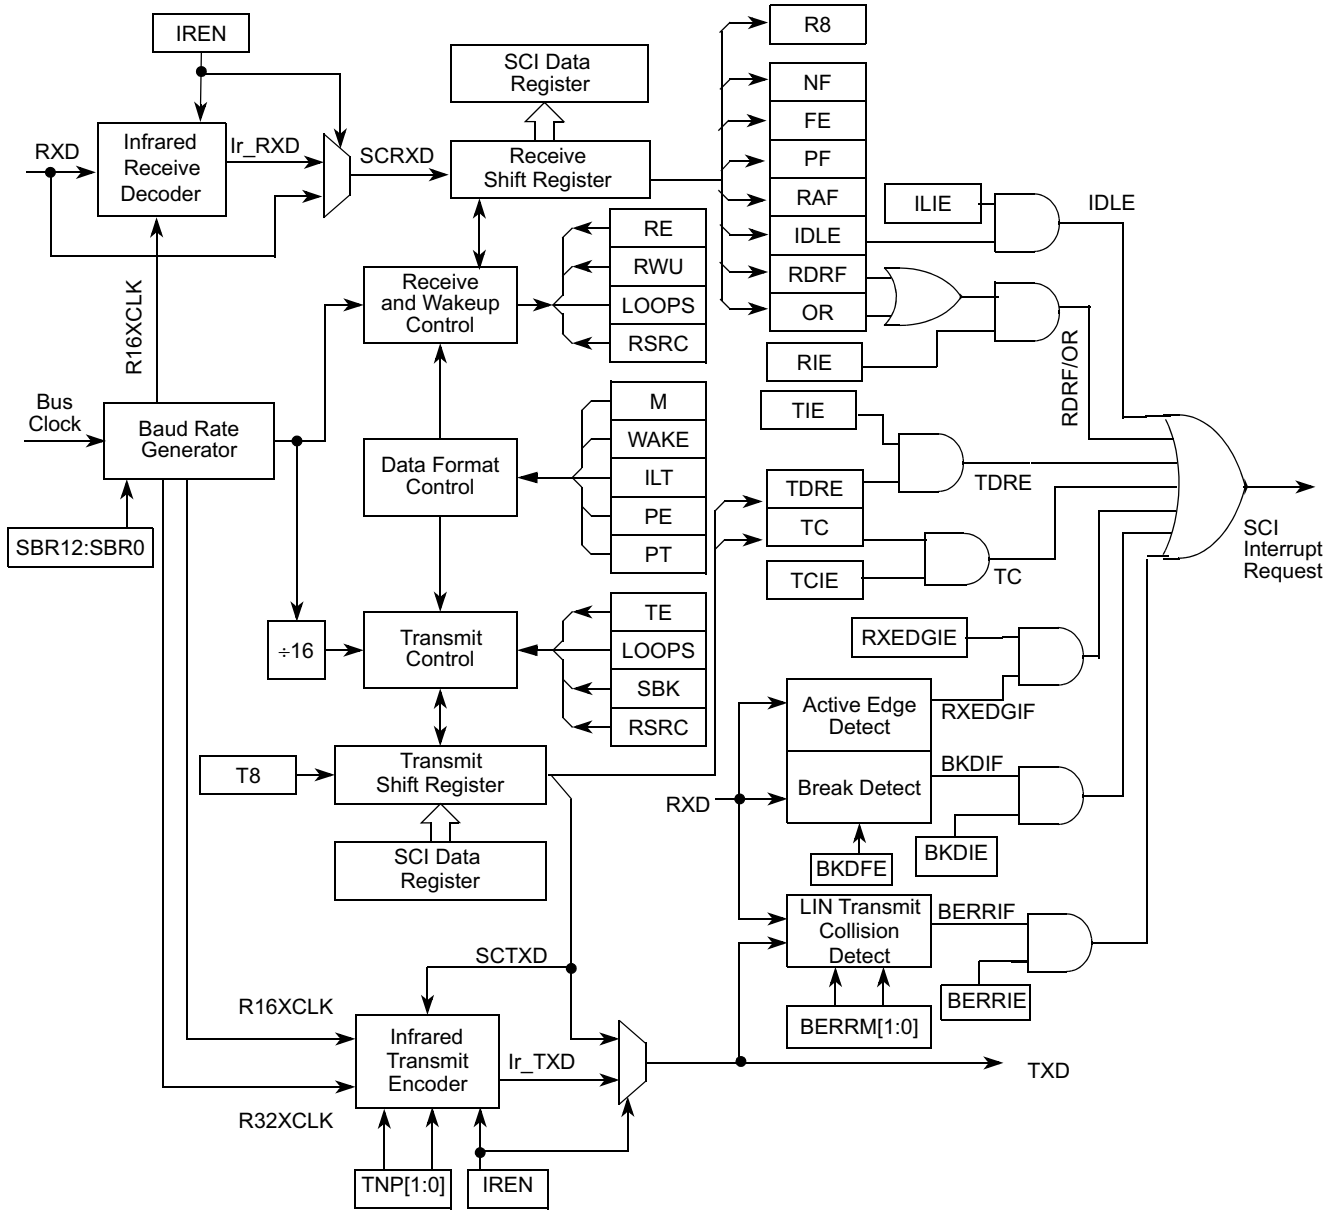 IREN
R8
SCI Data
Register
NF
FE
PF
RAF
IDLE
RDRF
OR
RXD
Infrared
Receive
Decoder
Ir_RXD
SCRXD
Receive
Shift Register
ILIE
IDLE
RE
RWU
LOOPS
RSRC
Receive
and Wakeup
Control
R16XCLK
RIE
RDRF/OR
Bus
Clock
Baud Rate
Generator
Data Format
Control
M
WAKE
ILT
PE
PT
TIE
TDRE
TC
TCIE
TDRE
TC
SCI
Interrupt
Request
SBR12:SBR0
÷16
Transmit
Control
TE
LOOPS
SBK
RSRC
RXEDGIE
Active Edge
Detect
RXEDGIF
T8
Transmit
Shift Register
RXD
Break Detect
BKDIF
BKDIE
BKDFE
SCI Data
Register
LIN Transmit
Collision
Detect
BERRIF
BERRIE
BERRM[1:0]
SCTXD
R16XCLK
Infrared
Transmit
Encoder
Ir_TXD
TXD
R32XCLK
TNP[1:0]
IREN